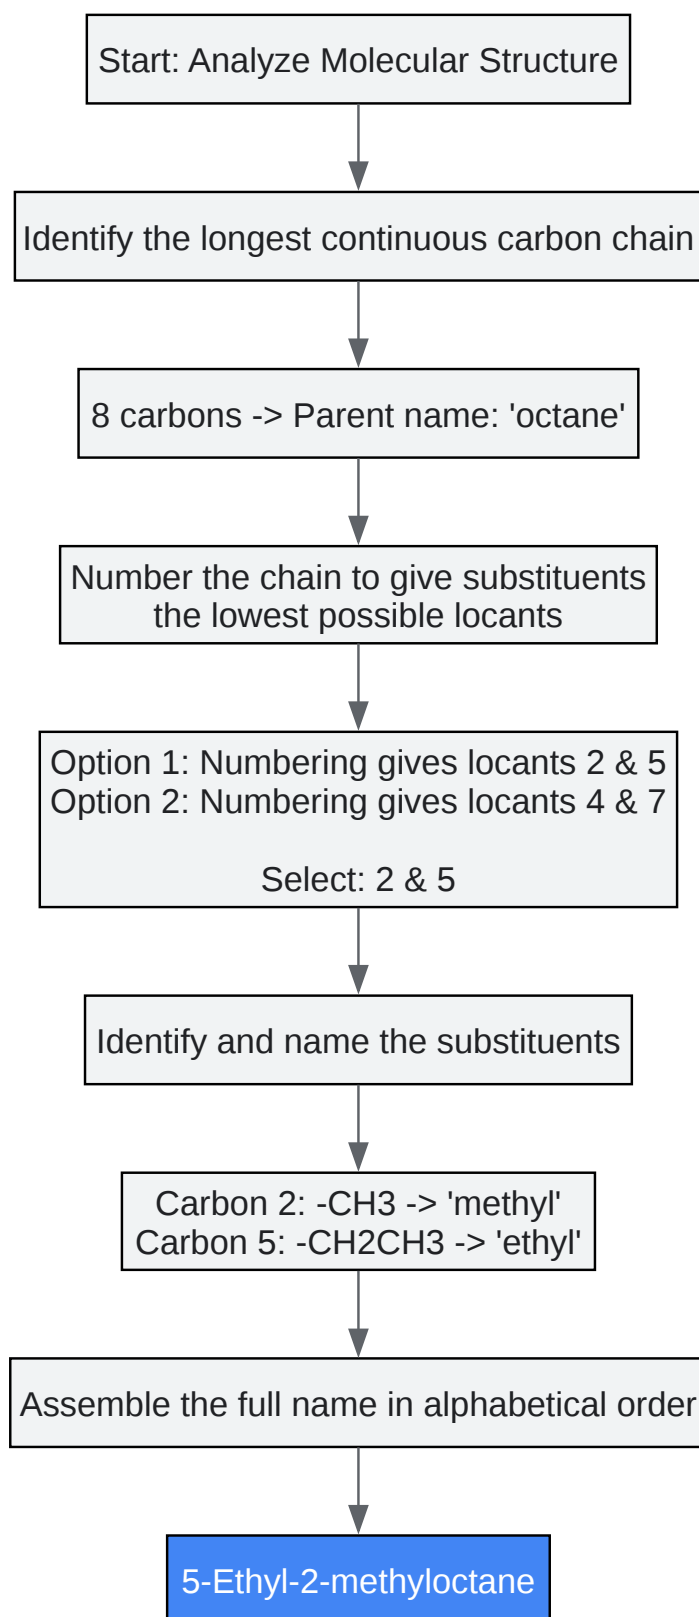 Start: Analyze Molecular Structure
Identify the longest continuous carbon chain
8 carbons -> Parent name: 'octane'
Number the chain to give substituents
the lowest possible locants
Option 1: Numbering gives locants 2 & 5
Option 2: Numbering gives locants 4 & 7
Select: 2 & 5
Identify and name the substituents
Carbon 2: -CH3 -> 'methyl'
Carbon 5: -CH2CH3 -> 'ethyl'
Assemble the full name in alphabetical order
5-Ethyl-2-methyloctane